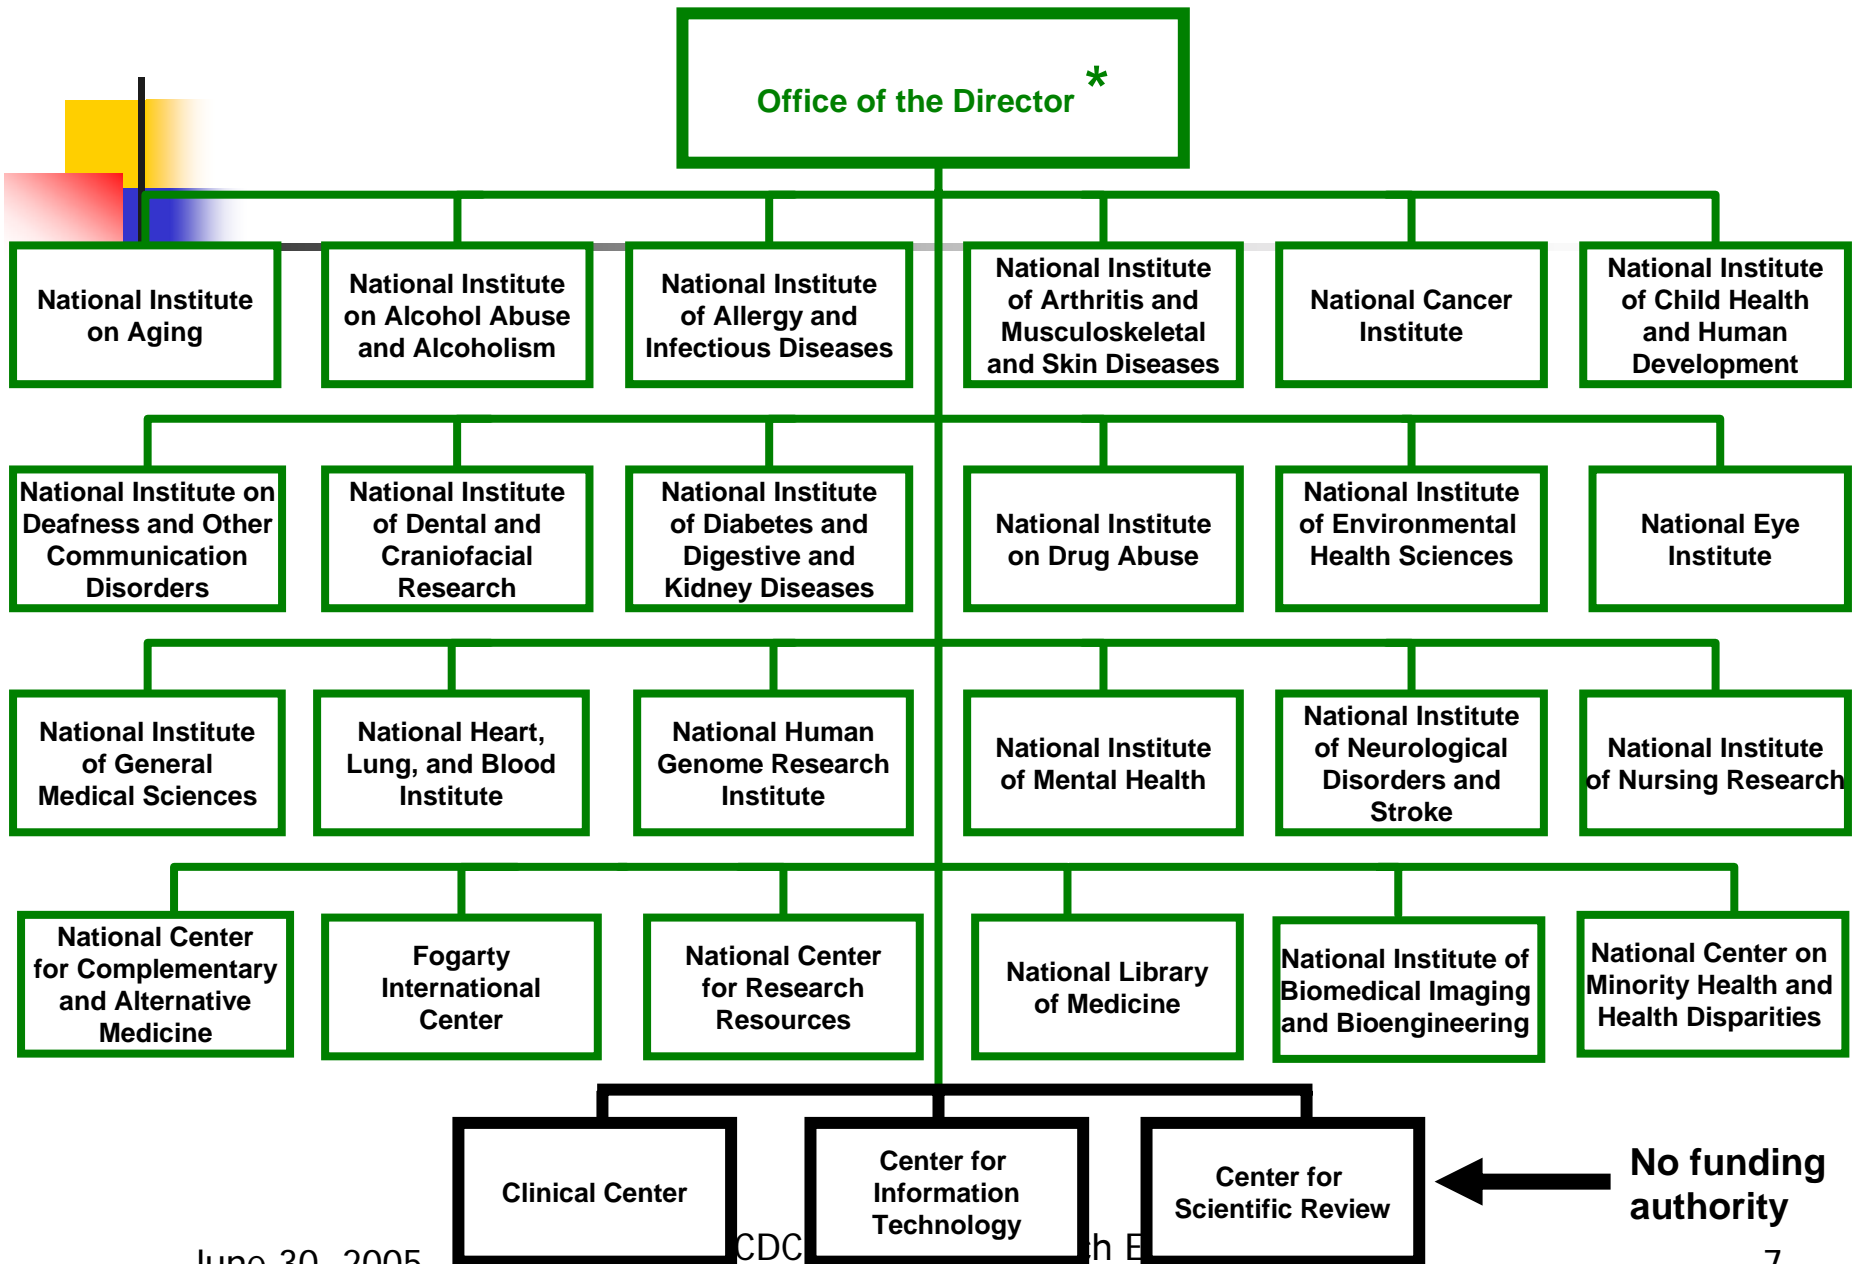 Office of the Director *
National Institute
on Aging
National Institute
on Alcohol Abuse
and Alcoholism
National Institute
of Allergy and
Infectious Diseases
National Institute
of Arthritis and
Musculoskeletal
and Skin Diseases
National Cancer
Institute
National Institute
of Child Health
and Human
Development
National Institute on
Deafness and Other
Communication
Disorders
National Institute
of Dental and
Craniofacial
Research
National Institute
of Diabetes and
Digestive and
Kidney Diseases
National Institute
on Drug Abuse
National Institute
of Environmental
Health Sciences
National Eye
Institute
National Institute
of General
Medical Sciences
National Heart,
Lung, and Blood
Institute
National Human
Genome Research
Institute
National Institute
of Mental Health
National Institute
of Neurological
Disorders and
Stroke
National Institute
of Nursing Research
National Center
for Complementary
and Alternative
Medicine
Fogarty
International
Center
National Center
for Research
Resources
National Library
of Medicine
National Institute of
Biomedical Imaging
and Bioengineering
National Center on
Minority Health and
Health Disparities
Clinical Center
Center for
Information
Technology
Center for
Scientific Review
No funding
authority
June 30, 2005
CDC
7